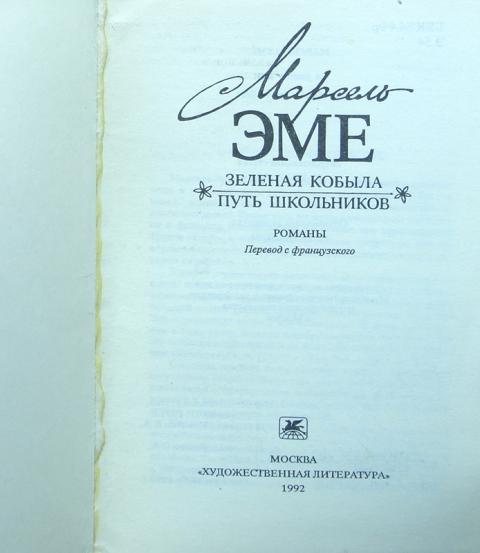 Марсель
ЭМЕ
ЗЕЛЕНАЯ КОБЫЛА
ПУТЬ ШКОЛЬНИКОВ
РОМАНЫ
Перевод с французского
МОСКВА
«ХУДОЖЕСТВЕННАЯ ЛИТЕРАТУРА»
1992